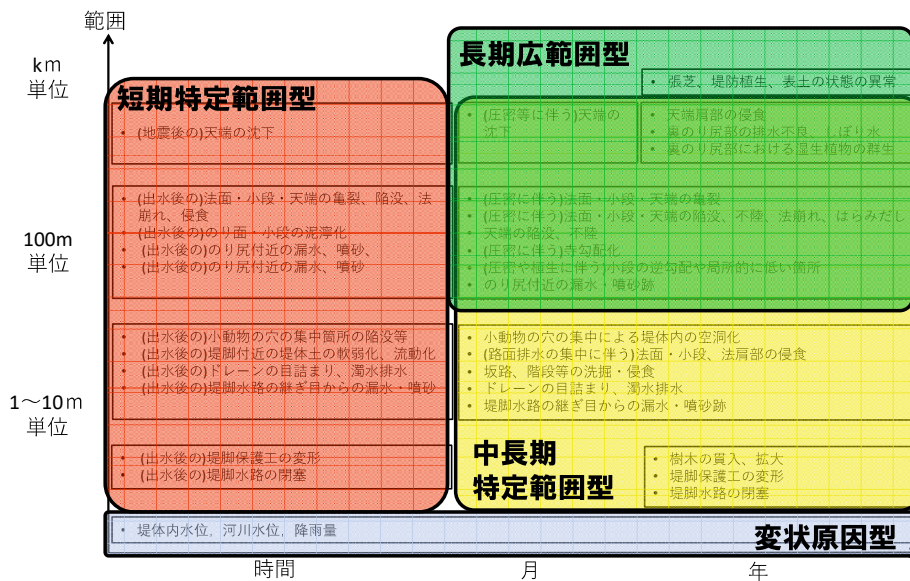 範囲
km
単位
100m
単位
1～10m
単位
短期特定範囲型
• (地震後の)天端の沈下
• (出水後の)法面・小段・天端の亀裂、陥没、法
崩れ、侵食
• (出水後の)のり面・小段の泥濘化
• (出水後の)のり尻付近の漏水、噴砂、
• (出水後の)のり尻付近の漏水、噴砂
• (出水後の)小動物の穴の集中箇所の陥没等
• (出水後の)堤脚付近の堤体土の軟弱化、流動化
• (出水後の)ドレーンの目詰まり、濁水排水
• (出水後の)堤脚水路の継ぎ目からの漏水・噴砂
• (出水後の)堤脚保護工の変形
• (出水後の)堤脚水路の閉塞
長期広範囲型
• 張芝、堤防植生、表土の状態の異常
• (圧密等に伴う)天端の
沈下
• 天端肩部の侵食
• 裏のり尻部の排水不良、しぼり水
• 裏のり尻部における湿生植物の群生
• (圧密に伴う)法面・小段・天端の亀裂
• (圧密に伴う)法面・小段・天端の陥没、不陸、法崩れ、はらみだし
• 天端の陥没、不陸
• (圧密に伴う)寺勾配化
• (圧密や植生に伴う)小段の逆勾配や局所的に低い箇所
• のり尻付近の漏水・噴砂跡
• 小動物の穴の集中による堤体内の空洞化
• (路面排水の集中に伴う)法面・小段、法肩部の侵食
• 坂路、階段等の洗掘・侵食
• ドレーンの目詰まり、濁水排水
• 堤脚水路の継ぎ目からの漏水・噴砂跡
中長期
特定範囲型
• 樹木の貫入、拡大
• 堤脚保護工の変形
• 堤脚水路の閉塞
• 堤体内水位，河川水位，降雨量
変状原因型
時間
月
年